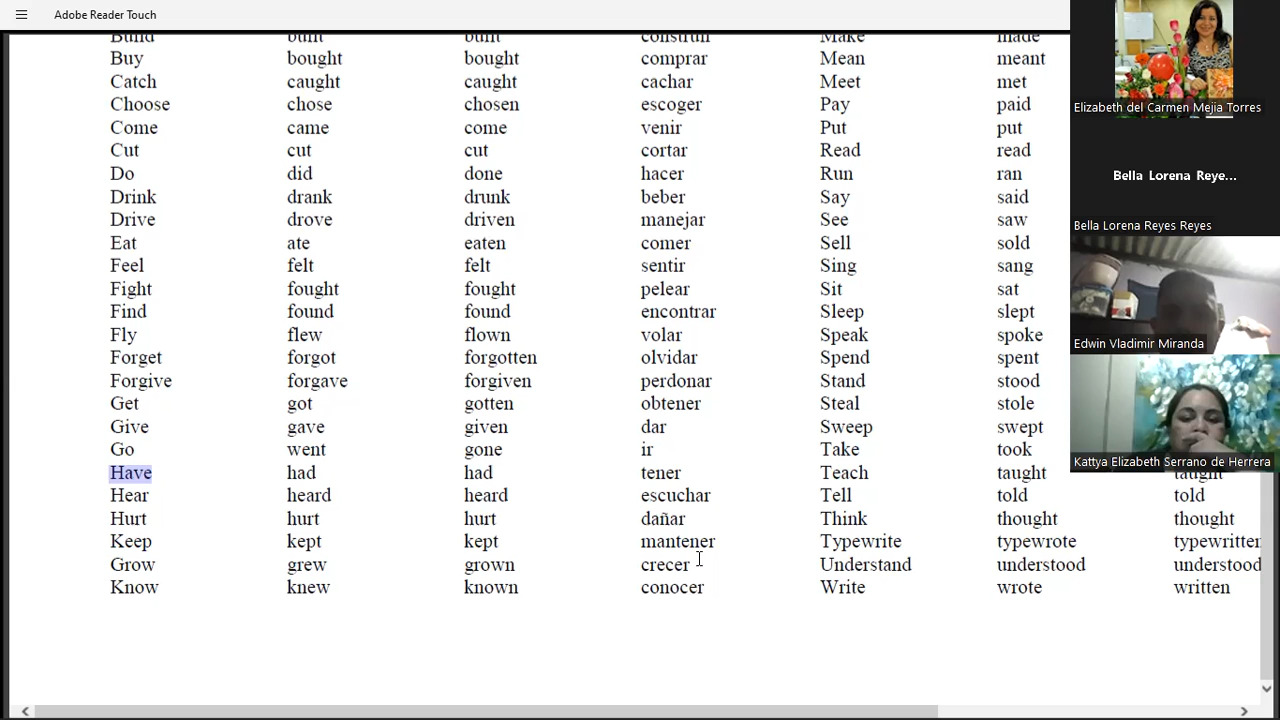 Adobe Reader Touch
Build built built construir Make made
Buy bought bought comprar Mean meant
Catch caught caught cachar Meet met
Choose chose chosen escoger Pay paid
Come came come venir Put put
Cut cut cut cortar Read read
Do did done hacer Run ran
Drink drank drunk beber Say said
Drive drove driven manejar See saw
Eat ate eaten comer Sell sold
Feel felt felt sentir Sing sang
Fight fought fought pelear Sit sat
Find found found encontrar Sleep slept
Fly flew flown volar Speak spoke
Forget forgot forgotten olvidar Spend spent
Forgive forgave forgiven perdonar Stand stood
Get got gotten obtener Steal stole
Give gave given dar Sweep swept
Go went gone ir Take took
Have had had tener Teach taught taught
Hear heard heard escuchar Tell told told
Hurt hurt hurt dañar Think thought thought
Keep kept kept mantener Typewrite typewrote typewritten
Grow grew grown crecer Understand understood understood
Know knew known conocer Write wrote written
Elizabeth del Carmen Mejia Torres
Bella Lorena Reye...
Bella Lorena Reyes Reyes
Edwin Vladimir Miranda
Kattya Elizabeth Serrano de Herrera